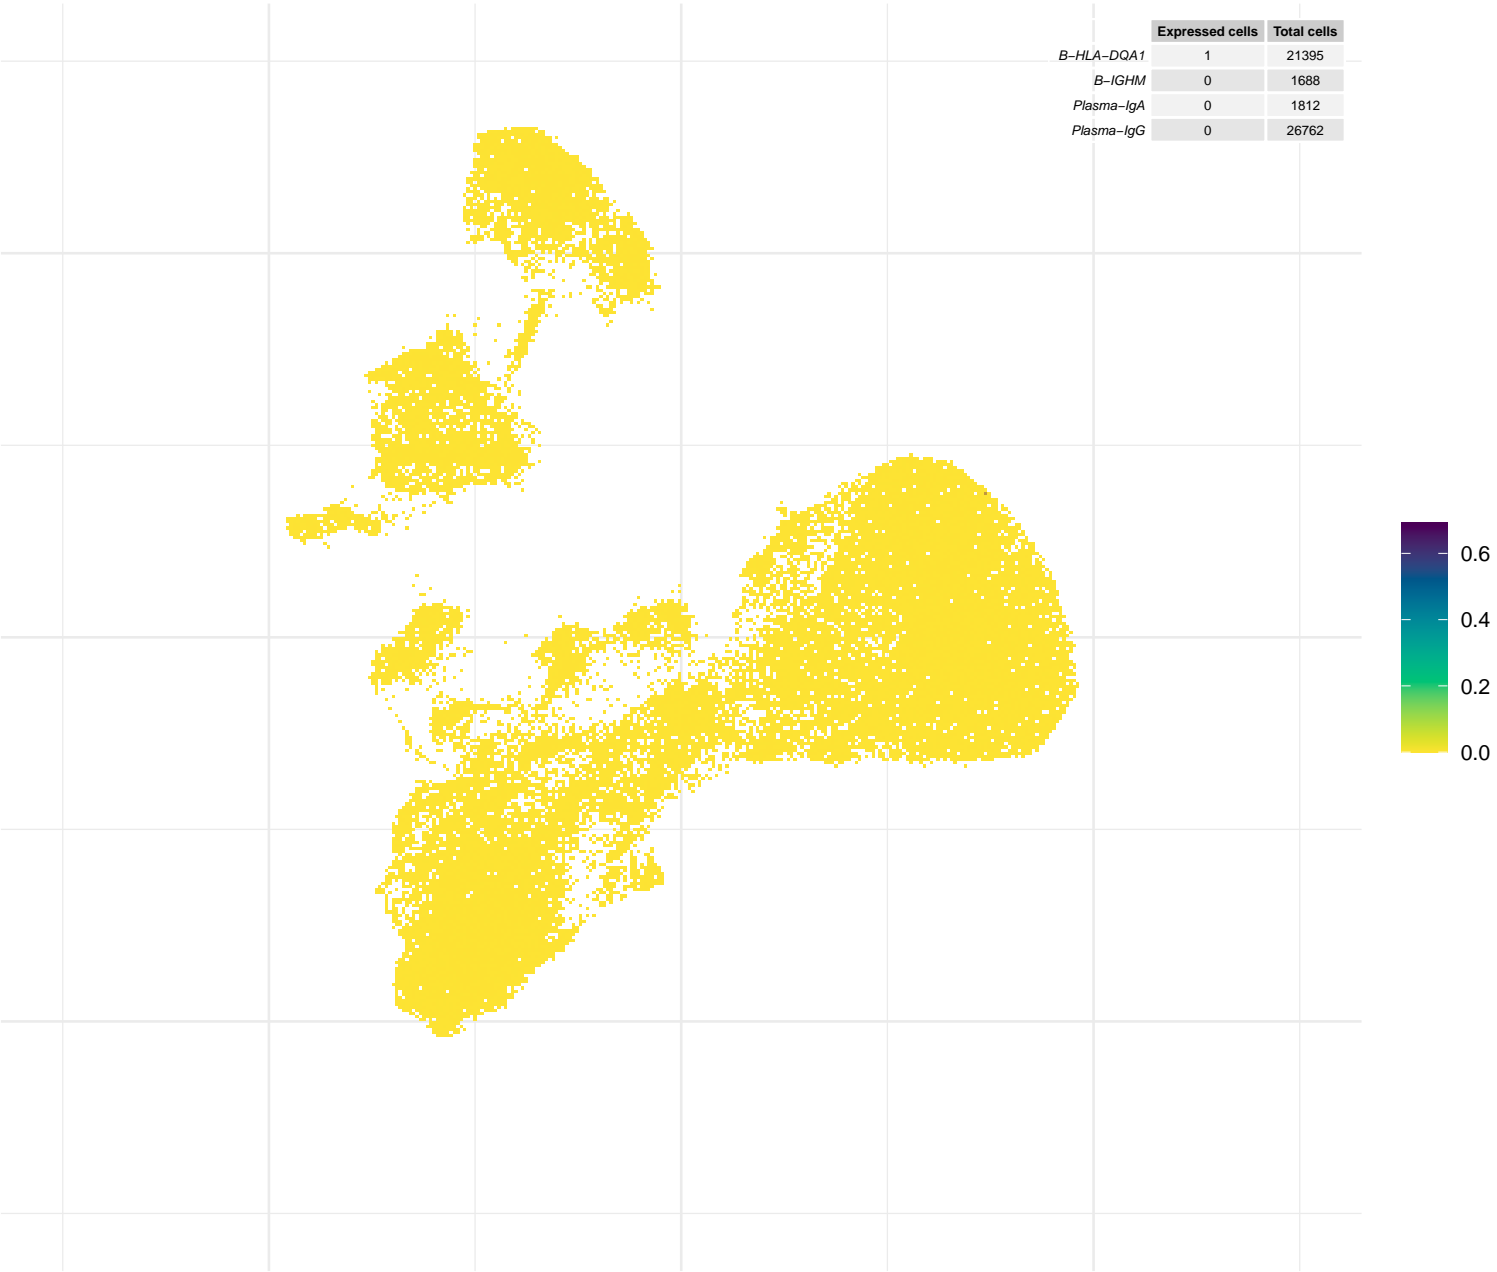 Expressed cells Total cells
B−HLA−DQA1 1 21395
B−IGHM 0 1688
Plasma−IgA 0 1812
Plasma−IgG 0 26762
0.6
0.4
0.2
0.0